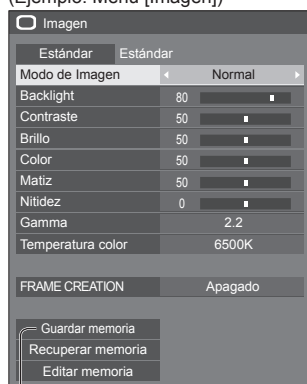 (Ejemplo: Menú [Imagen])
Imagen
Estándar Estándar
Modo de Imagen Normal
Backlight 80
Contraste 50
Brillo 50
Color 50
Matiz 50
Nitidez 0
Gamma 2.2
Temperatura color 6500K
FRAME CREATION Apagado
Guardar memoria
Recuperar memoria
Editar memoria